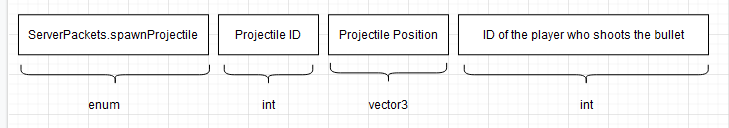 ServerPackets.spawnProjectile
Projectile ID
Projectile Position
ID of the player who shoots the bullet
enum
int
vector3
int